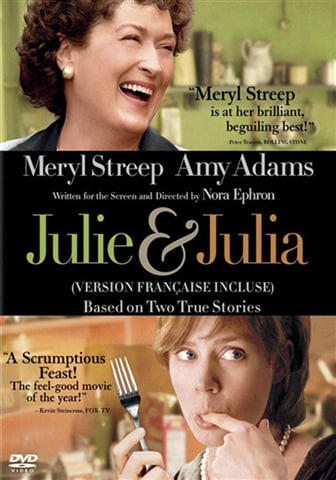 "Meryl Streep
is at her brilliant,
beguiling best!"
- Peter Travers, ROLLING STONE
Meryl Streep Amy Adams
Written for the Screen and Directed by Nora Ephron
Julie & Julia
(VERSION FRANÇAISE INCLUSE)
Based on Two True Stories
"A Scrumptious
Feast!
The feel-good movie
of the year!"
- Kevin Steincross, FOX-TV
DVD
VIDEO